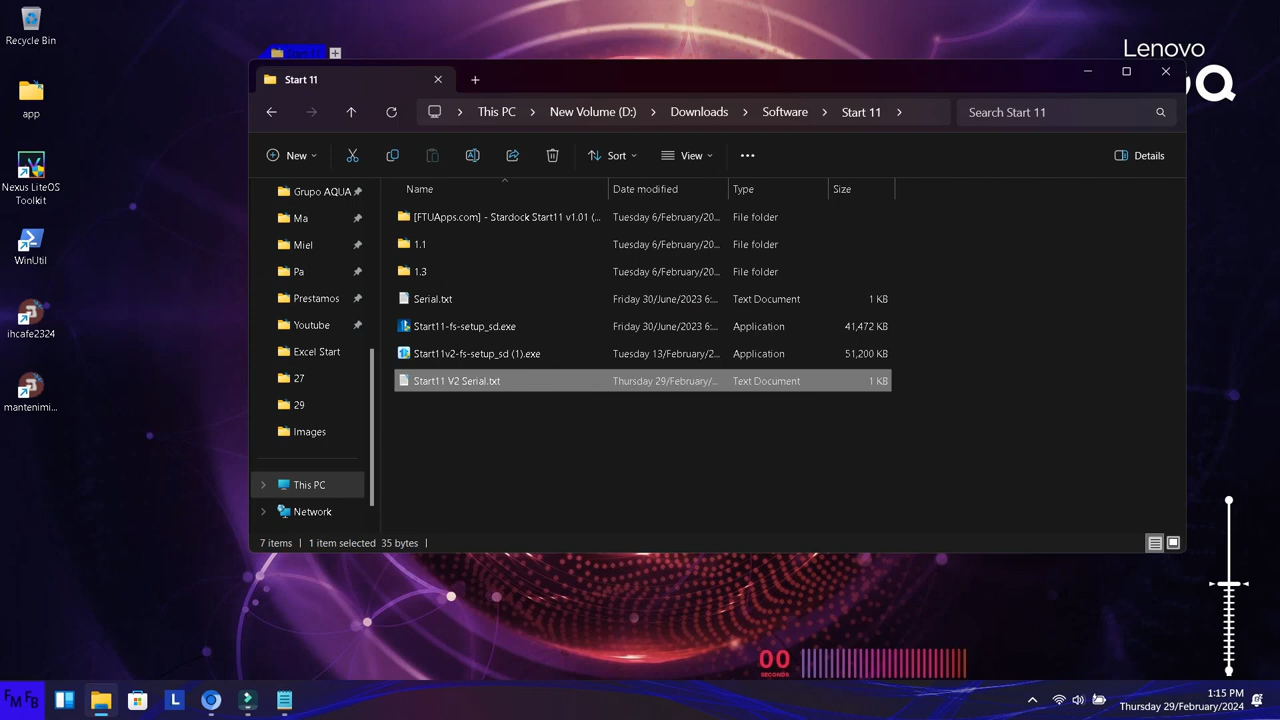 Recycle Bin
app
Nexus LiteOS
Toolkit
WinUtil
ihcafe2324
mantenimi...
Lenovo
Q
Start 11
Start 11
This PC
New Volume (D:)
Downloads
Software
Start 11
Search Start 11
New
Sort
View
Details
Name
Date modified
Type
Size
Grupo AQUA
Ma
Miel
Pa
Prestamos
Youtube
Excel Start
27
29
Images
This PC
Network
[FTUApps.com] - Stardock Start11 v1.01 (... Tuesday 6/February/20... File folder
1.1 Tuesday 6/February/20... File folder
1.3 Tuesday 6/February/20... File folder
Serial.txt Friday 30/June/2023 6:... Text Document 1 KB
Start11-fs-setup_sd.exe Friday 30/June/2023 6:... Application 41,472 KB
Start11v2-fs-setup_sd (1).exe Tuesday 13/February/2... Application 51,200 KB
Start11 V2 Serial.txt Thursday 29/February/... Text Document 1 KB
7 items 1 item selected 35 bytes
00
SECONDS
FM FB
L
1:15 PM
Thursday 29/February/2024